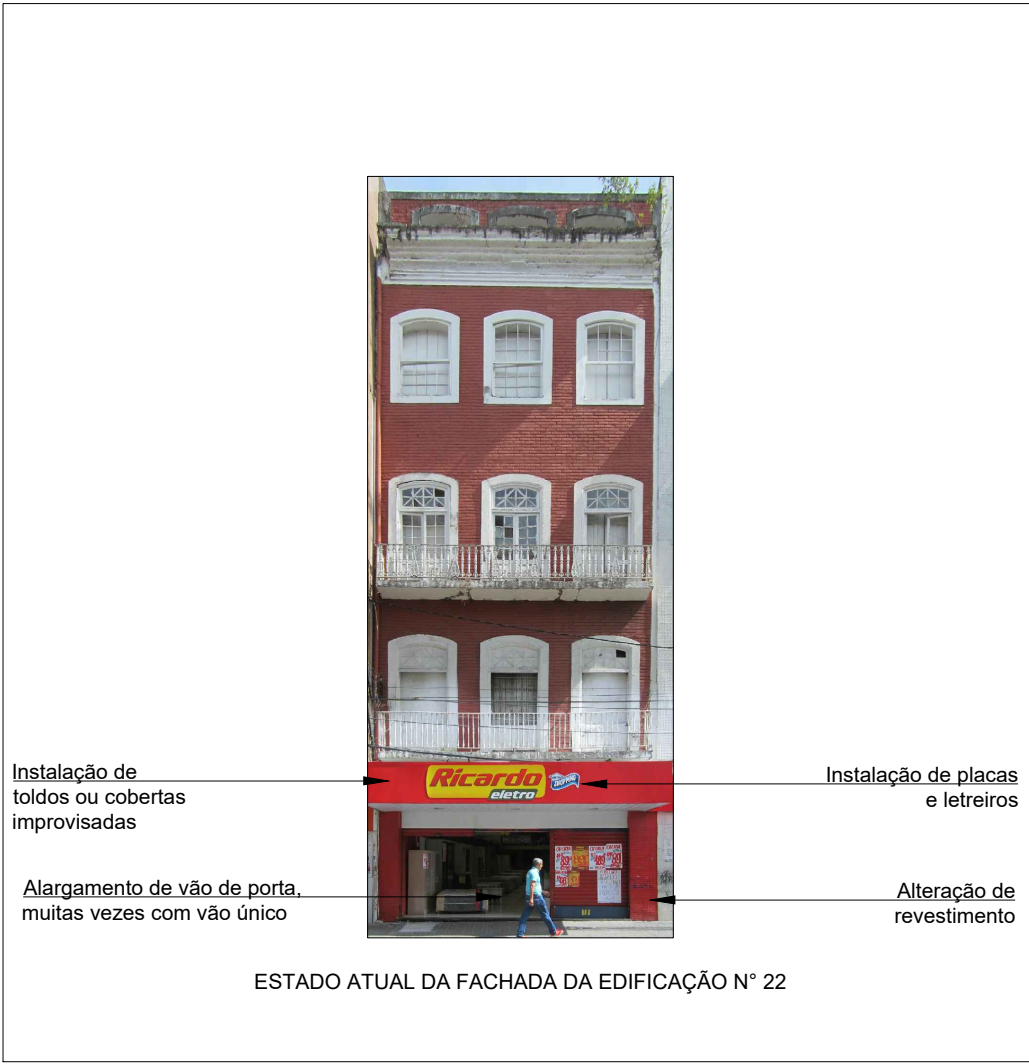 Ricardo
eletro
SHOPPING
Instalação de
toldos ou cobertas
improvisadas
Instalação de placas
e letreiros
Alargamento de vão de porta,
muitas vezes com vão único
Alteração de
revestimento
ESTADO ATUAL DA FACHADA DA EDIFICAÇÃO N° 22